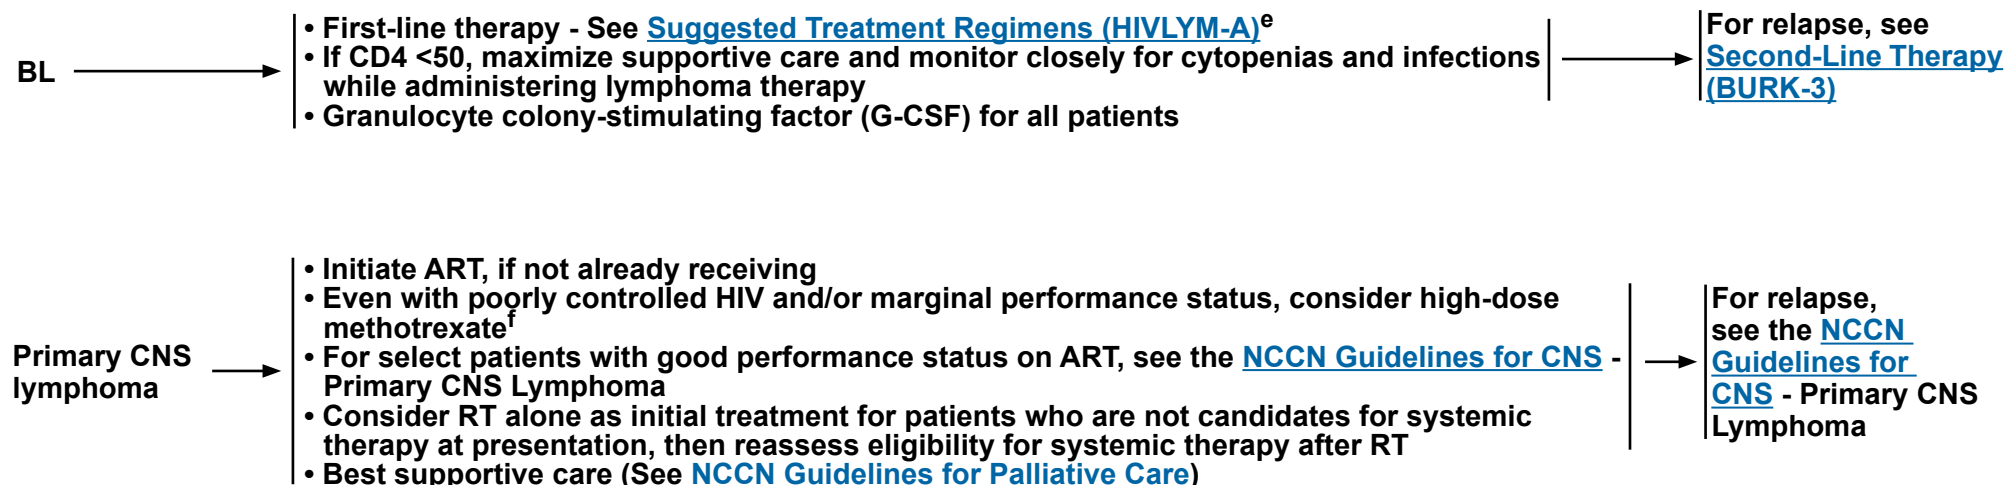 BL
• First-line therapy - See Suggested Treatment Regimens (HIVLYM-A)e
• If CD4 <50, maximize supportive care and monitor closely for cytopenias and infections
while administering lymphoma therapy
• Granulocyte colony-stimulating factor (G-CSF) for all patients
For relapse, see
Second-Line Therapy
(BURK-3)
Primary CNS
lymphoma
• Initiate ART, if not already receiving
• Even with poorly controlled HIV and/or marginal performance status, consider high-dose
methotrexatef
• For select patients with good performance status on ART, see the NCCN Guidelines for CNS -
Primary CNS Lymphoma
• Consider RT alone as initial treatment for patients who are not candidates for systemic
therapy at presentation, then reassess eligibility for systemic therapy after RT
• Best supportive care (See NCCN Guidelines for Palliative Care)
For relapse,
see the NCCN
Guidelines for
CNS - Primary CNS
Lymphoma